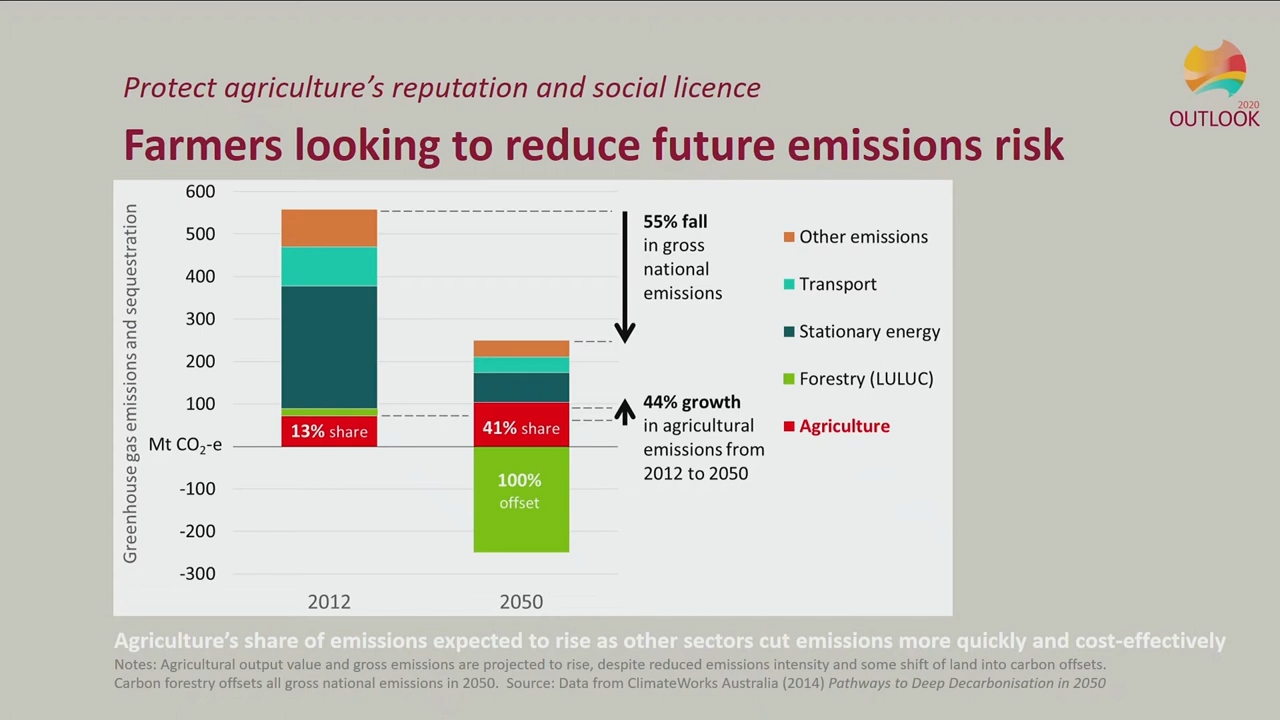 Protect agriculture's reputation and social licence
2020
OUTLOOK
Farmers looking to reduce future emissions risk
Greenhouse gas emissions and sequestration
600
500
400
300
200
100
Mt CO₂-e
-100
-200
-300
13% share
41% share
100%
offset
2012
2050
55% fall
in gross
national
emissions
44% growth
in agricultural
emissions from
2012 to 2050
Other emissions
Transport
Stationary energy
Forestry (LULUC)
Agriculture
Agriculture's share of emissions expected to rise as other sectors cut emissions more quickly and cost-effectively
Notes: Agricultural output value and gross emissions are projected to rise, despite reduced emissions intensity and some shift of land into carbon offsets.
Carbon forestry offsets all gross national emissions in 2050. Source: Data from ClimateWorks Australia (2014) Pathways to Deep Decarbonisation in 2050